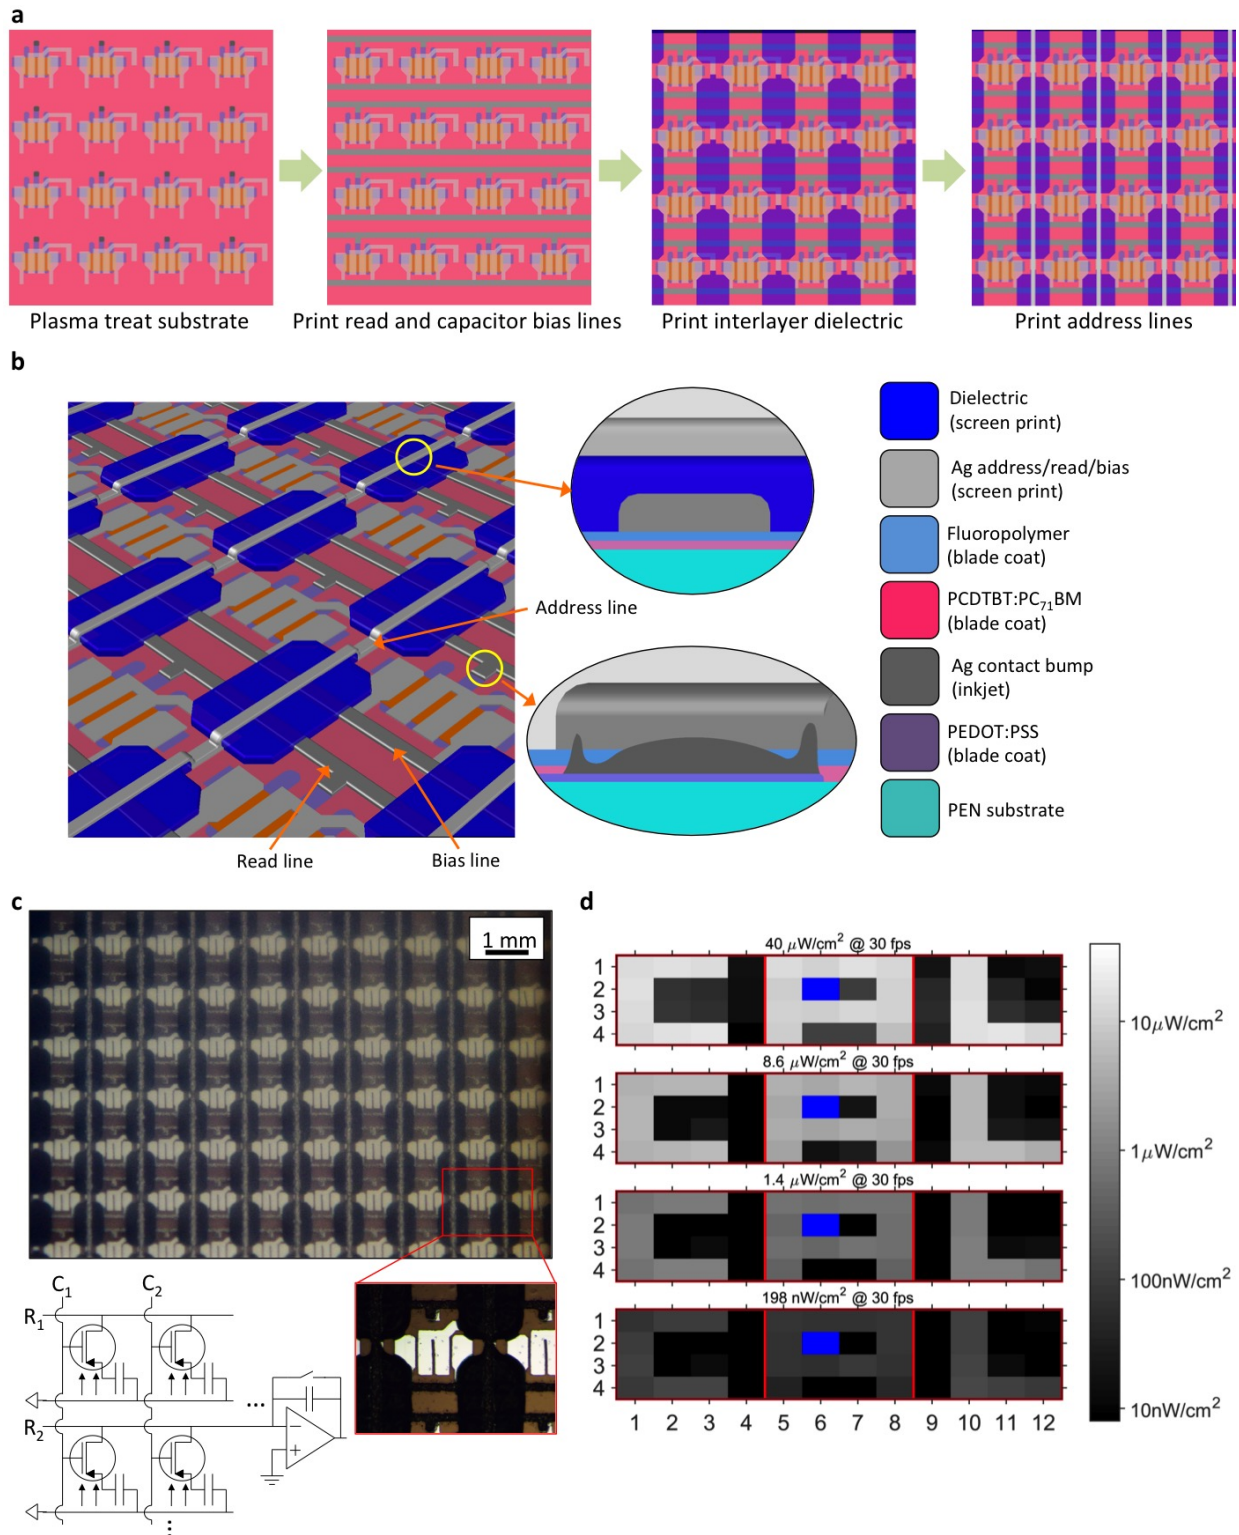 a
Plasma treat substrate
Print read and capacitor bias lines
Print interlayer dielectric
Print address lines
b
Address line
Read line
Bias line
Dielectric
(screen print)
Ag address/read/bias
(screen print)
Fluoropolymer
(blade coat)
PCDTBT:PC₇₁BM
(blade coat)
Ag contact bump
(inkjet)
PEDOT:PSS
(blade coat)
PEN substrate
c
1 mm
C₁ C₂
R₁
...
R₂
...
d
40 µW/cm² @ 30 fps
1
2
3
4
8.6 µW/cm² @ 30 fps
1
2
3
4
1.4 µW/cm² @ 30 fps
1
2
3
4
198 nW/cm² @ 30 fps
1
2
3
4
1 2 3 4 5 6 7 8 9 10 11 12
10µW/cm²
1µW/cm²
100nW/cm²
10nW/cm²